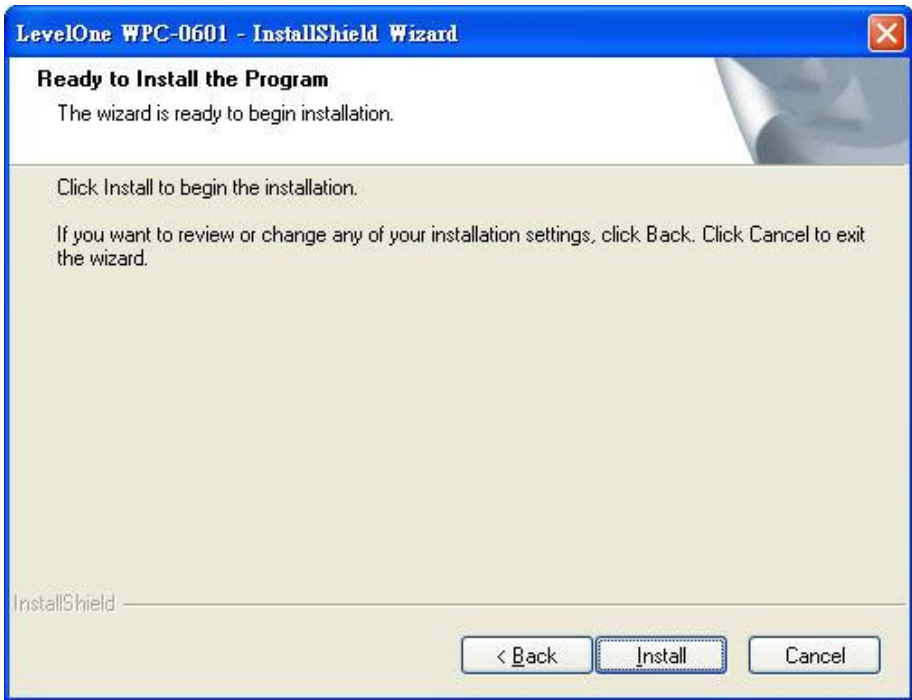 LevelOne WPC-0601 - InstallShield Wizard
Ready to Install the Program
The wizard is ready to begin installation.
Click Install to begin the installation.
If you want to review or change any of your installation settings, click Back. Click Cancel to exit
the wizard.
InstallShield
< Back
Install
Cancel